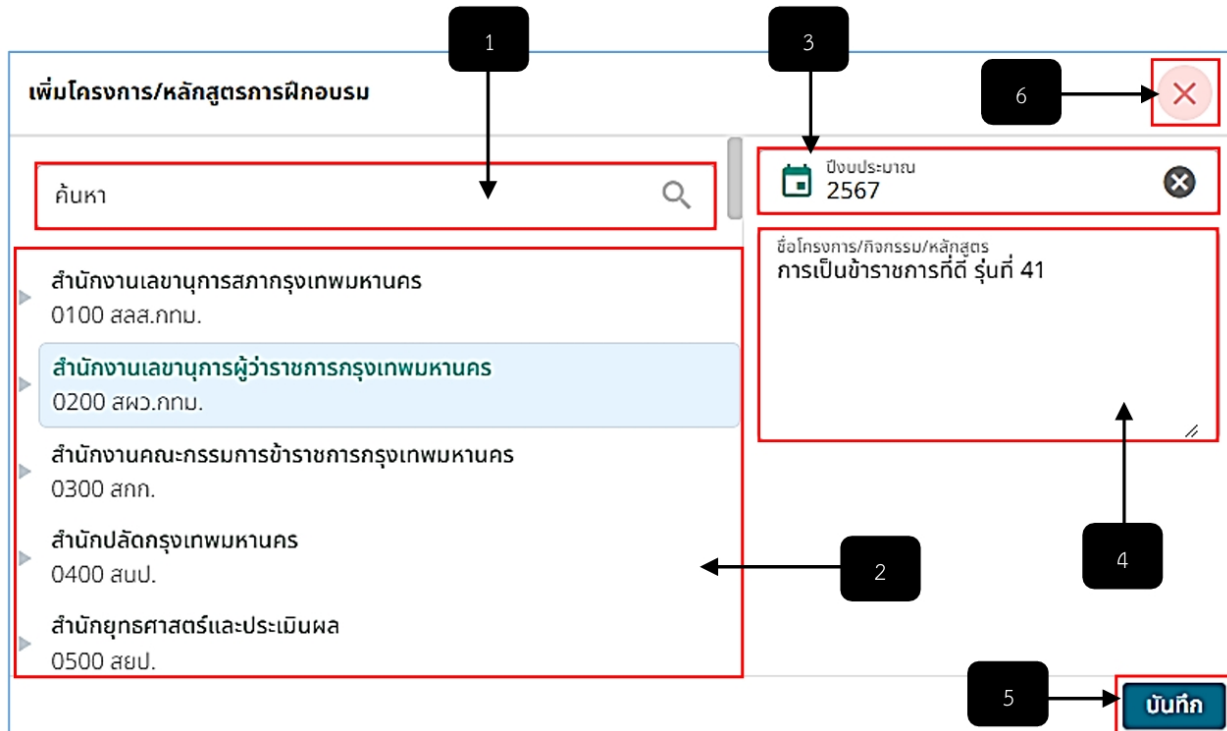 1
3
เพิ่มโครงการ/หลักสูตรการฝึกอบรม
6
ค้นหา
ปีงบประมาณ
2567
ชื่อโครงการ/กิจกรรม/หลักสูตร
การเป็นข้าราชการที่ดี รุ่นที่ 41
สำนักงานเลขานุการสภากรุงเทพมหานคร
0100 สลส.กทม.
สำนักงานเลขานุการผู้ว่าราชการกรุงเทพมหานคร
0200 สผว.กทม.
สำนักงานคณะกรรมการข้าราชการกรุงเทพมหานคร
0300 สกก.
สำนักปลัดกรุงเทพมหานคร
0400 สนป.
2
4
สำนักยุทธศาสตร์และประเมินผล
0500 สยป.
5
บันทึก